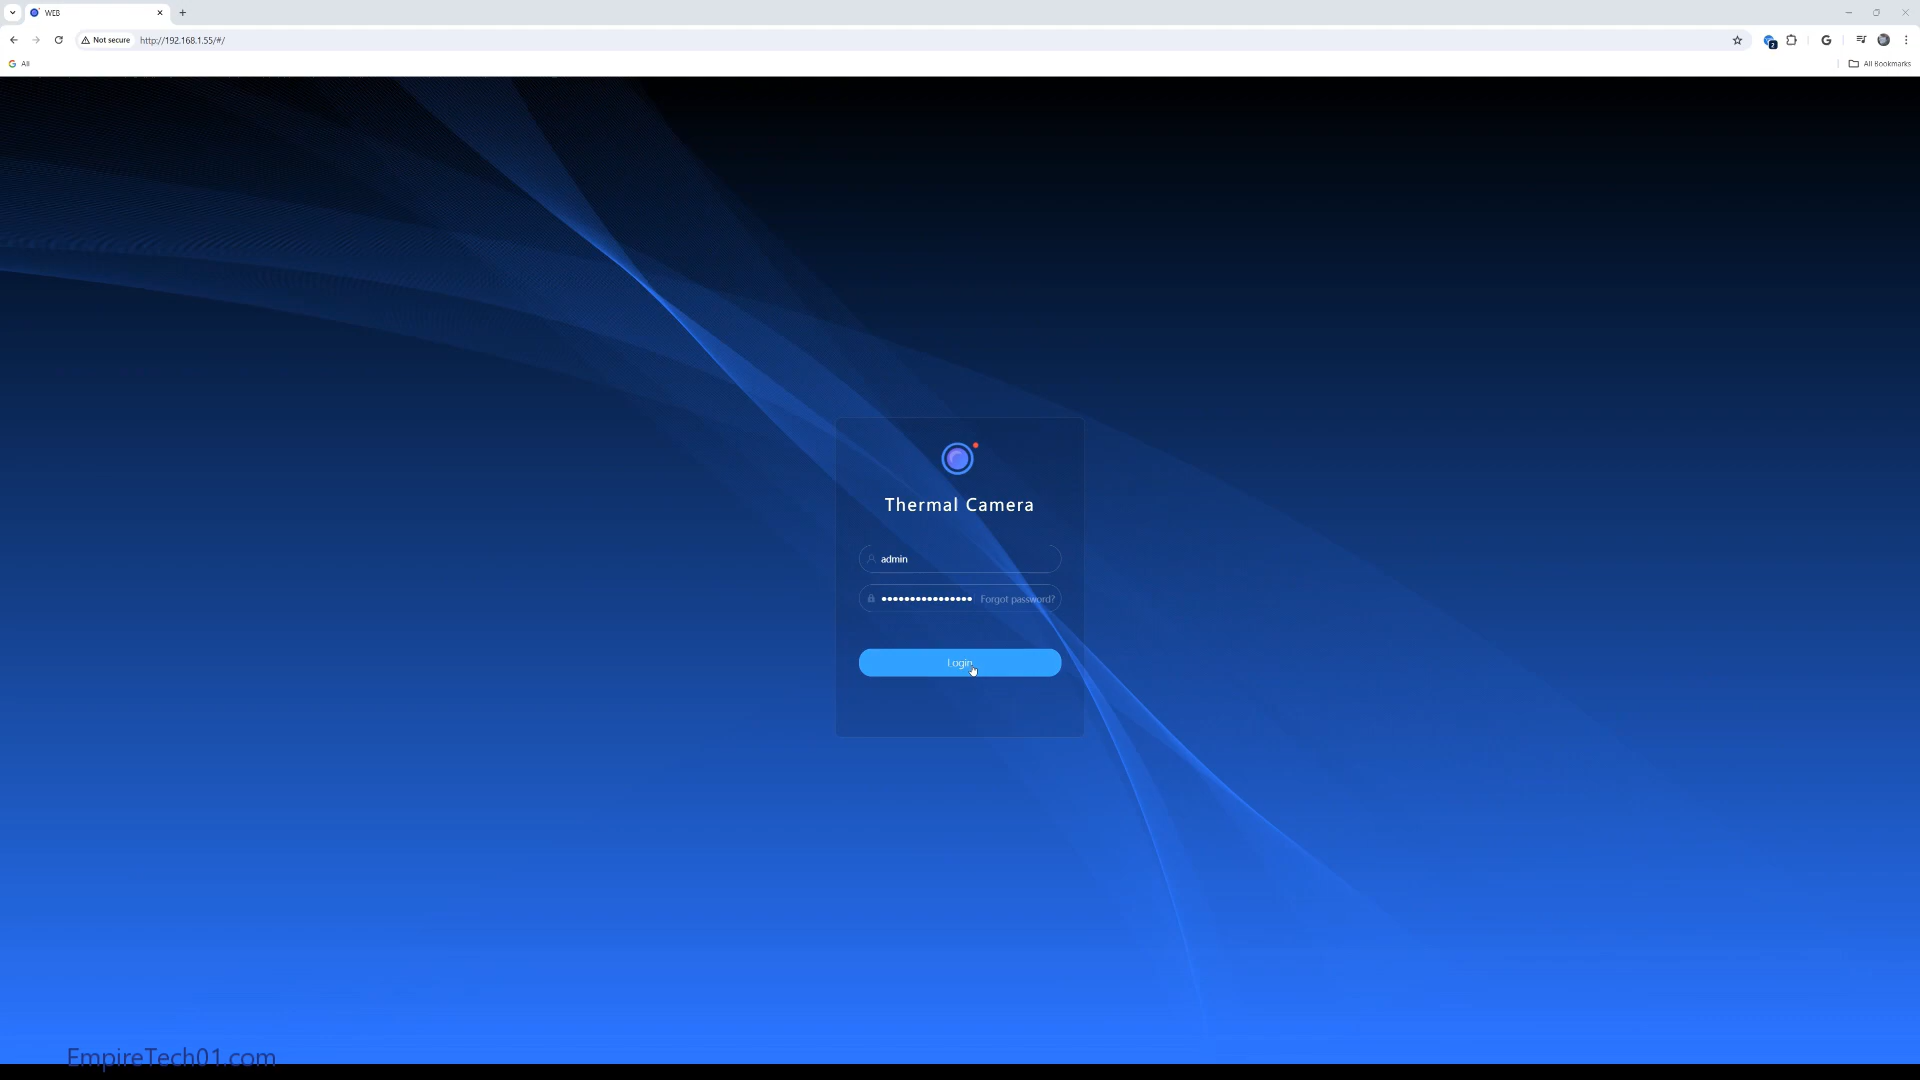 WEB
Not secure
http://192.168.1.55/#/
2
G
All
All Bookmarks
Thermal Camera
admin
Forgot password?
Login
EmpireTech01.com